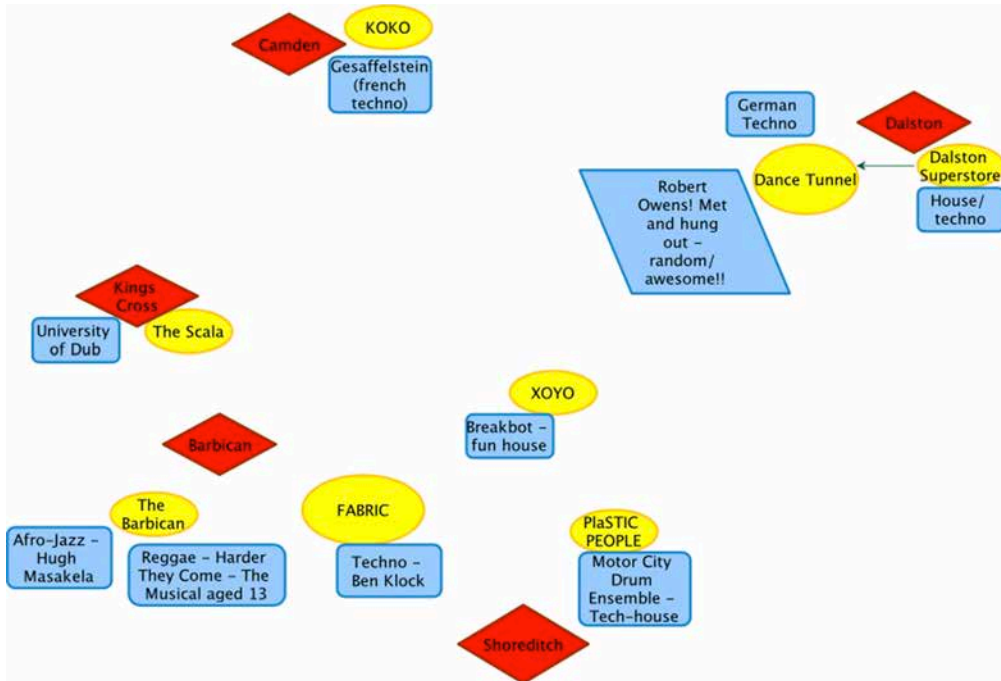 KOKO
Camden
Gesaffelstein
(french
techno)
German
Techno
Dalston
Dance Tunnel
Dalston
Superstore
House/
techno
Robert
Owens! Met
and hung
out –
random/
awesome!!
Kings
Cross
University
of Dub
The Scala
XOYO
Breakbot –
fun house
Barbican
The
Barbican
FABRIC
PlaSTIC
PEOPLE
Afro-Jazz –
Hugh
Masakela
Reggae – Harder
They Come – The
Musical aged 13
Techno –
Ben Klock
Motor City
Drum
Ensemble –
Tech-house
Shoreditch